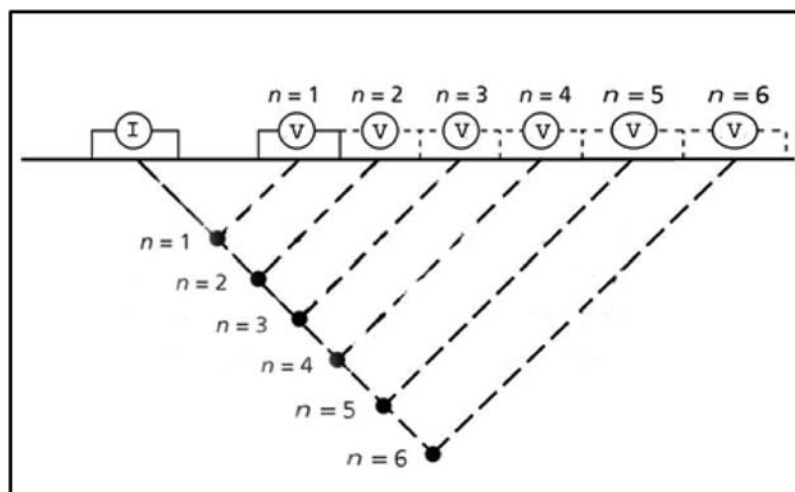 n = 1 n = 2 n = 3 n = 4 n = 5 n = 6
I V V V V V V
n = 1
n = 2
n = 3
n = 4
n = 5
n = 6